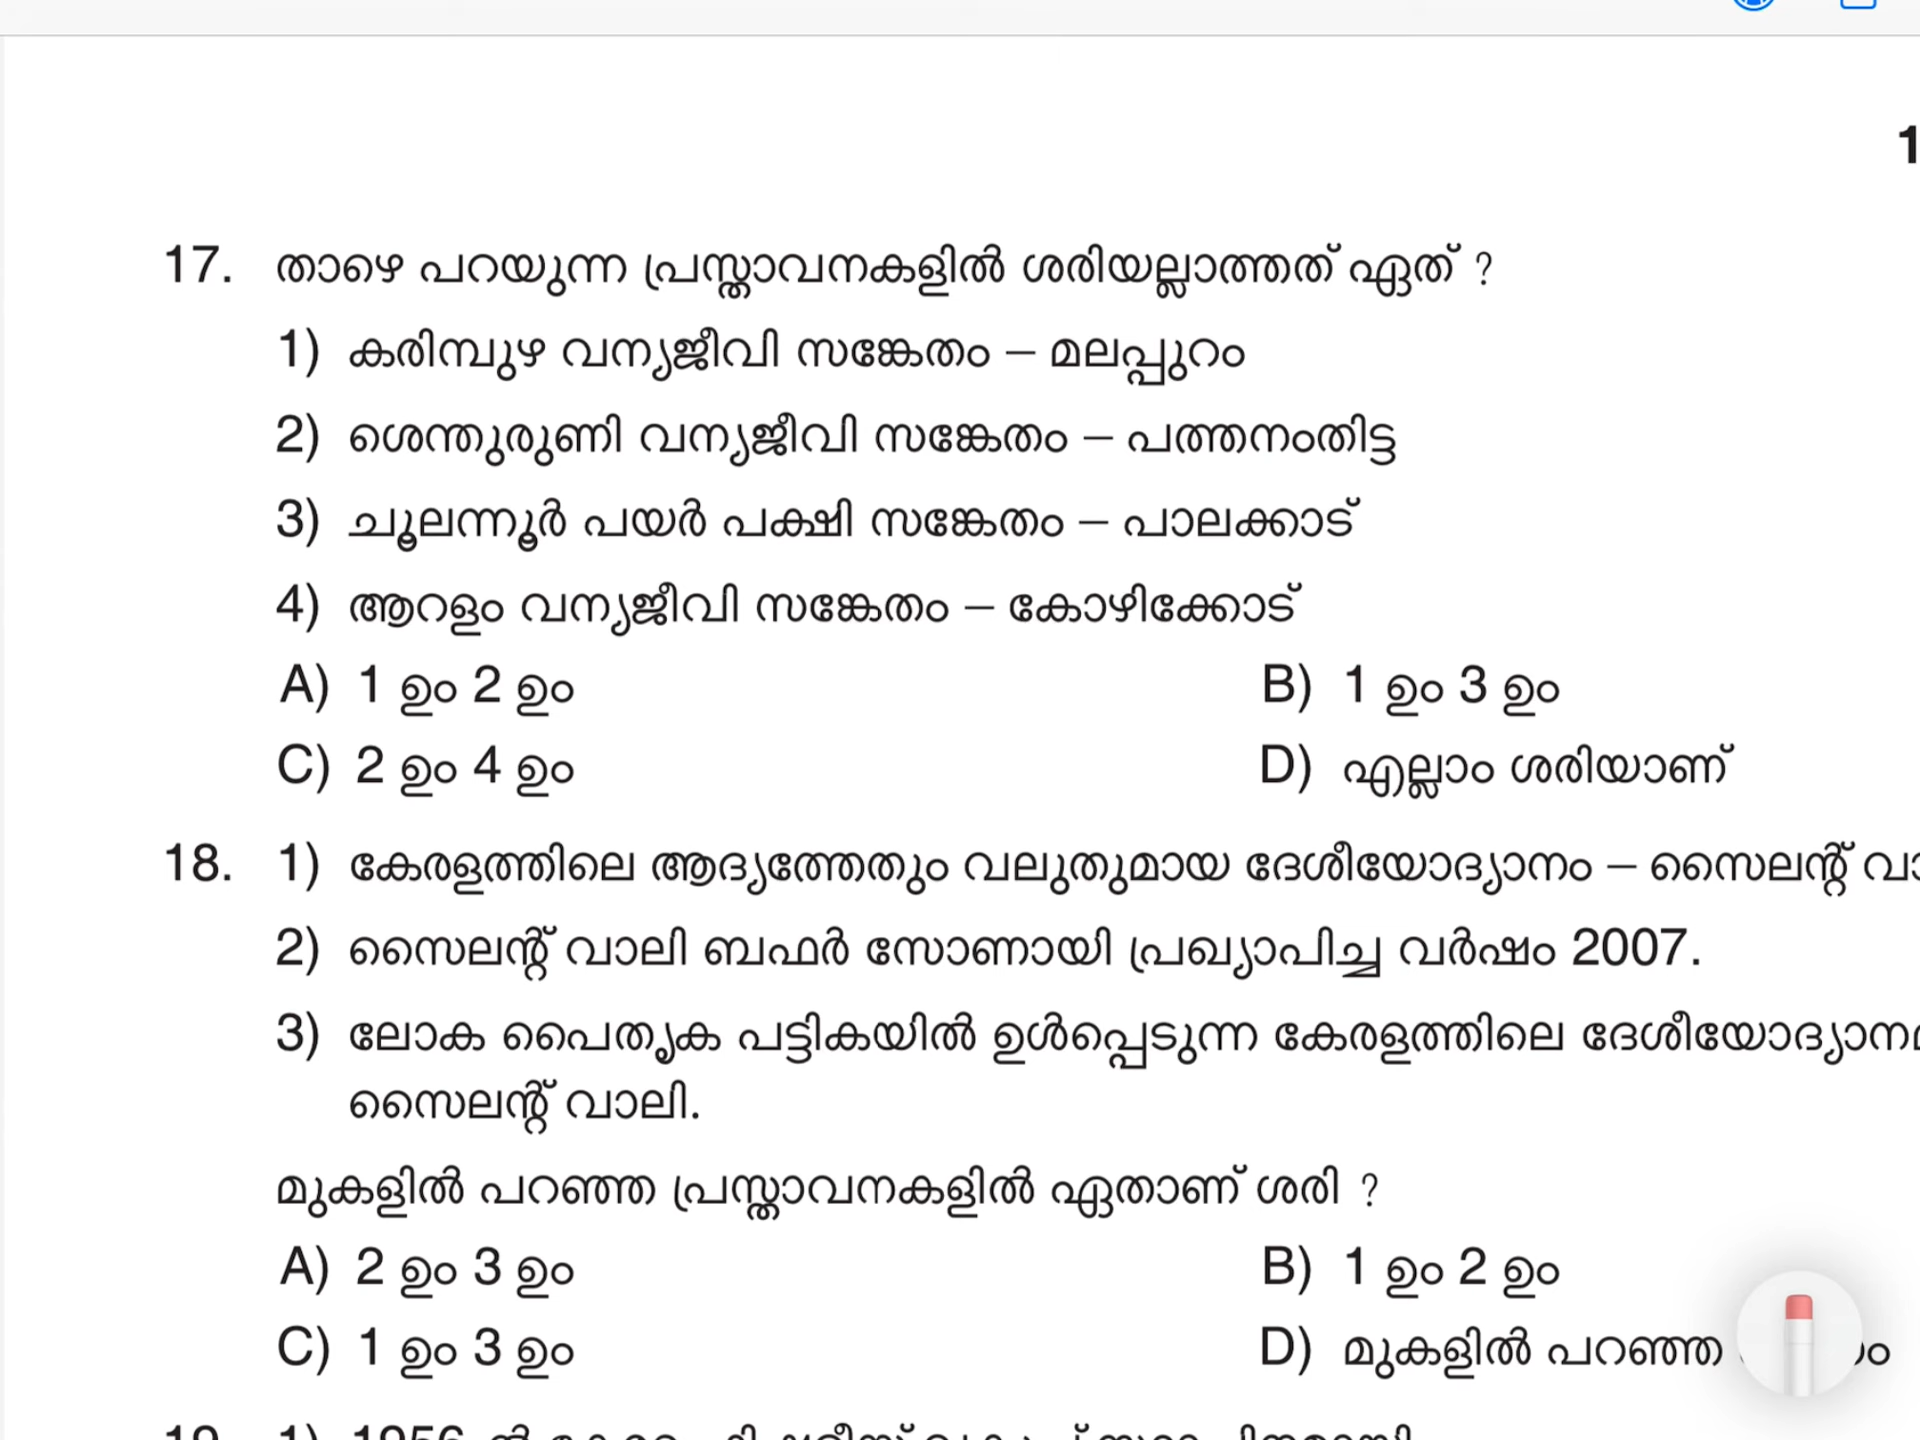 1
17. താഴെ പറയുന്ന പ്രസ്താവനകളിൽ ശരിയല്ലാത്തത് ഏത് ?
1) കരിമ്പുഴ വന്യജീവി സങ്കേതം – മലപ്പുറം
2) ശെന്തുരുണി വന്യജീവി സങ്കേതം – പത്തനംതിട്ട
3) ചൂലന്നൂർ പയർ പക്ഷി സങ്കേതം – പാലക്കാട്
4) ആറളം വന്യജീവി സങ്കേതം – കോഴിക്കോട്
A) 1 ഉം 2 ഉം B) 1 ഉം 3 ഉം
C) 2 ഉം 4 ഉം D) എല്ലാം ശരിയാണ്
18. 1) കേരളത്തിലെ ആദ്യത്തേതും വലുതുമായ ദേശീയോദ്യാനം – സൈലന്റ്
2) സൈലന്റ് വാലി ബഫർ സോണായി പ്രഖ്യാപിച്ച വർഷം 2007.
3) ലോക പൈതൃക പട്ടികയിൽ ഉൾപ്പെടുന്ന കേരളത്തിലെ
സൈലന്റ് വാലി.
മുകളിൽ പറഞ്ഞ പ്രസ്താവനകളിൽ ഏതാണ് ശരി ?
A) 2 ഉം 3 ഉം B) 1 ഉം 2 ഉം
C) 1 ഉം 3 ഉം D) മുകളിൽ പറഞ്ഞ